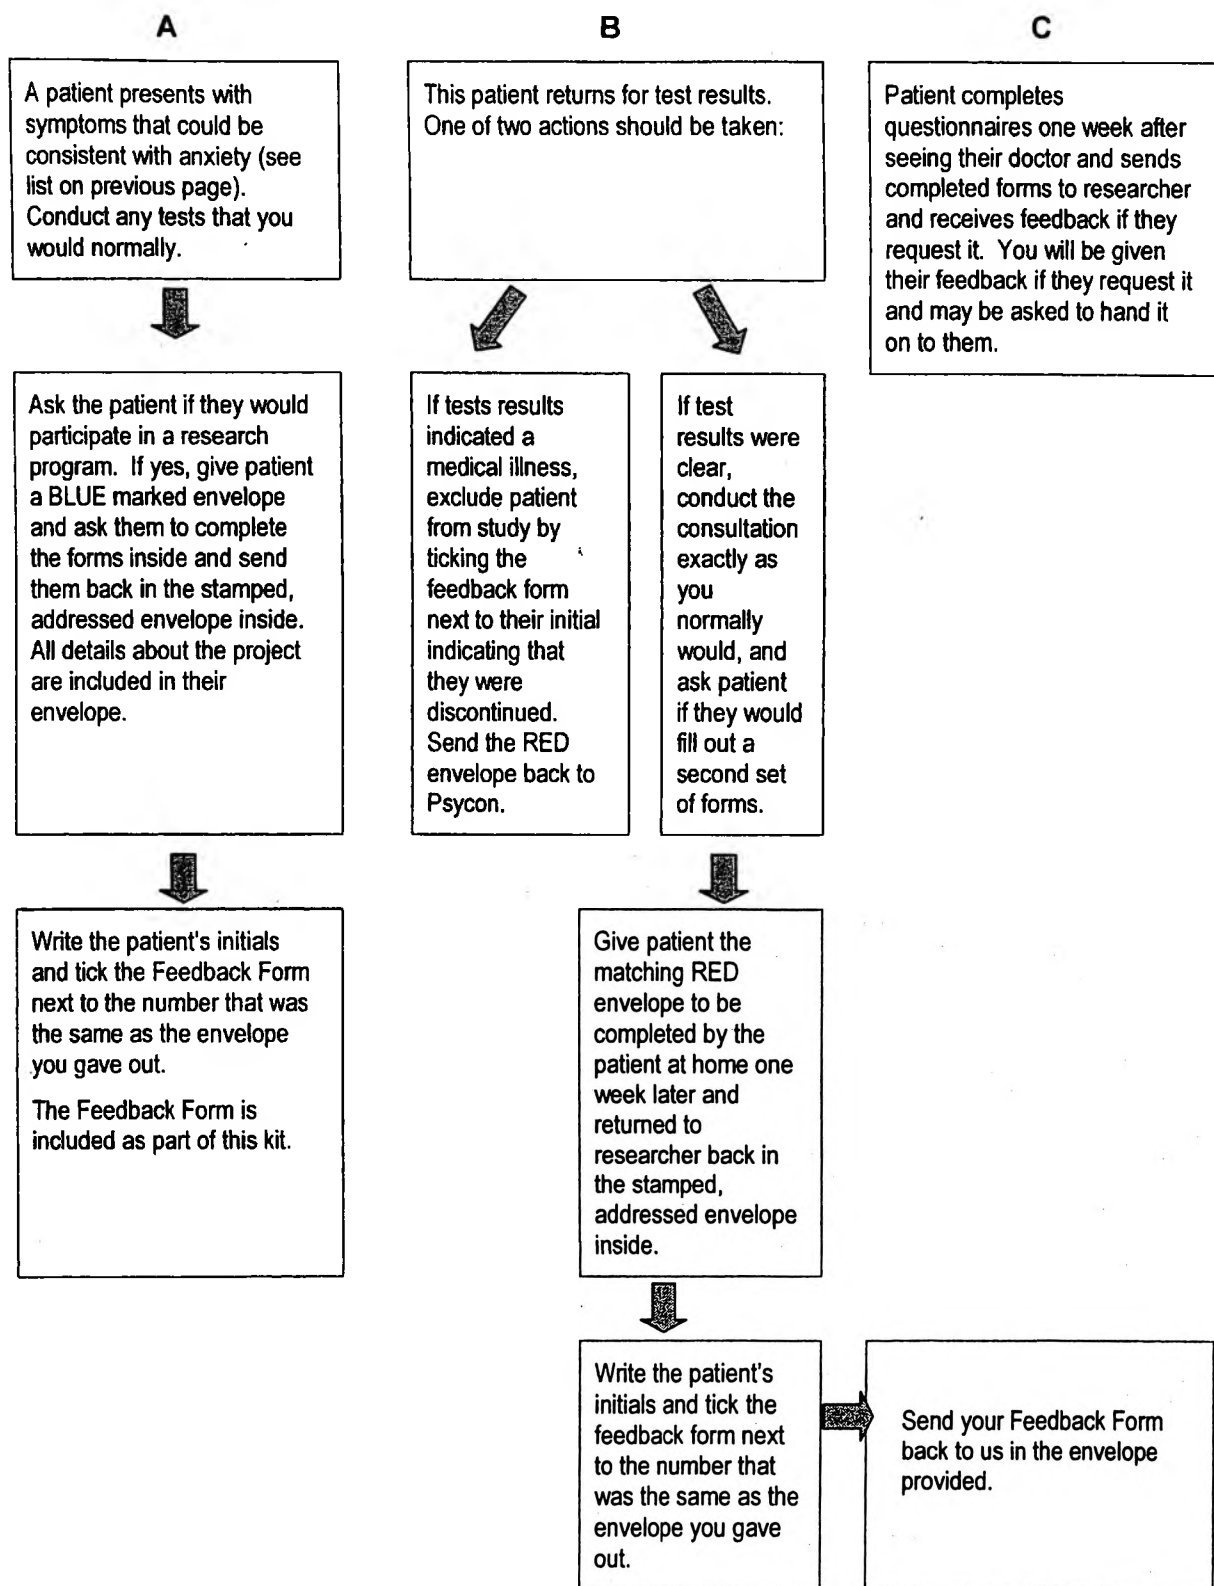 A
B
C
A patient presents with
symptoms that could be
consistent with anxiety (see
list on previous page).
Conduct any tests that you
would normally.
This patient returns for test results.
One of two actions should be taken:
Patient completes
questionnaires one week after
seeing their doctor and sends
completed forms to researcher
and receives feedback if they
request it. You will be given
their feedback if they request it
and may be asked to hand it
on to them.
Ask the patient if they would
participate in a research
program. If yes, give patient
a BLUE marked envelope
and ask them to complete
the forms inside and send
them back in the stamped,
addressed envelope inside.
All details about the project
are included in their
envelope.
If tests results
indicated a
medical illness,
exclude patient
from study by
ticking the
feedback form
next to their initial
indicating that
they were
discontinued.
Send the RED
envelope back to
Psycon.
If test
results were
clear,
conduct the
consultation
exactly as
you
normally
would, and
ask patient
if they would
fill out a
second set
of forms.
Write the patient's initials
and tick the Feedback Form
next to the number that was
the same as the envelope
you gave out.
The Feedback Form is
included as part of this kit.
Give patient the
matching RED
envelope to be
completed by the
patient at home one
week later and
returned to
researcher back in
the stamped,
addressed envelope
inside.
Write the patient's
initials and tick the
feedback form next
to the number that
was the same as the
envelope you gave
out.
Send your Feedback Form
back to us in the envelope
provided.